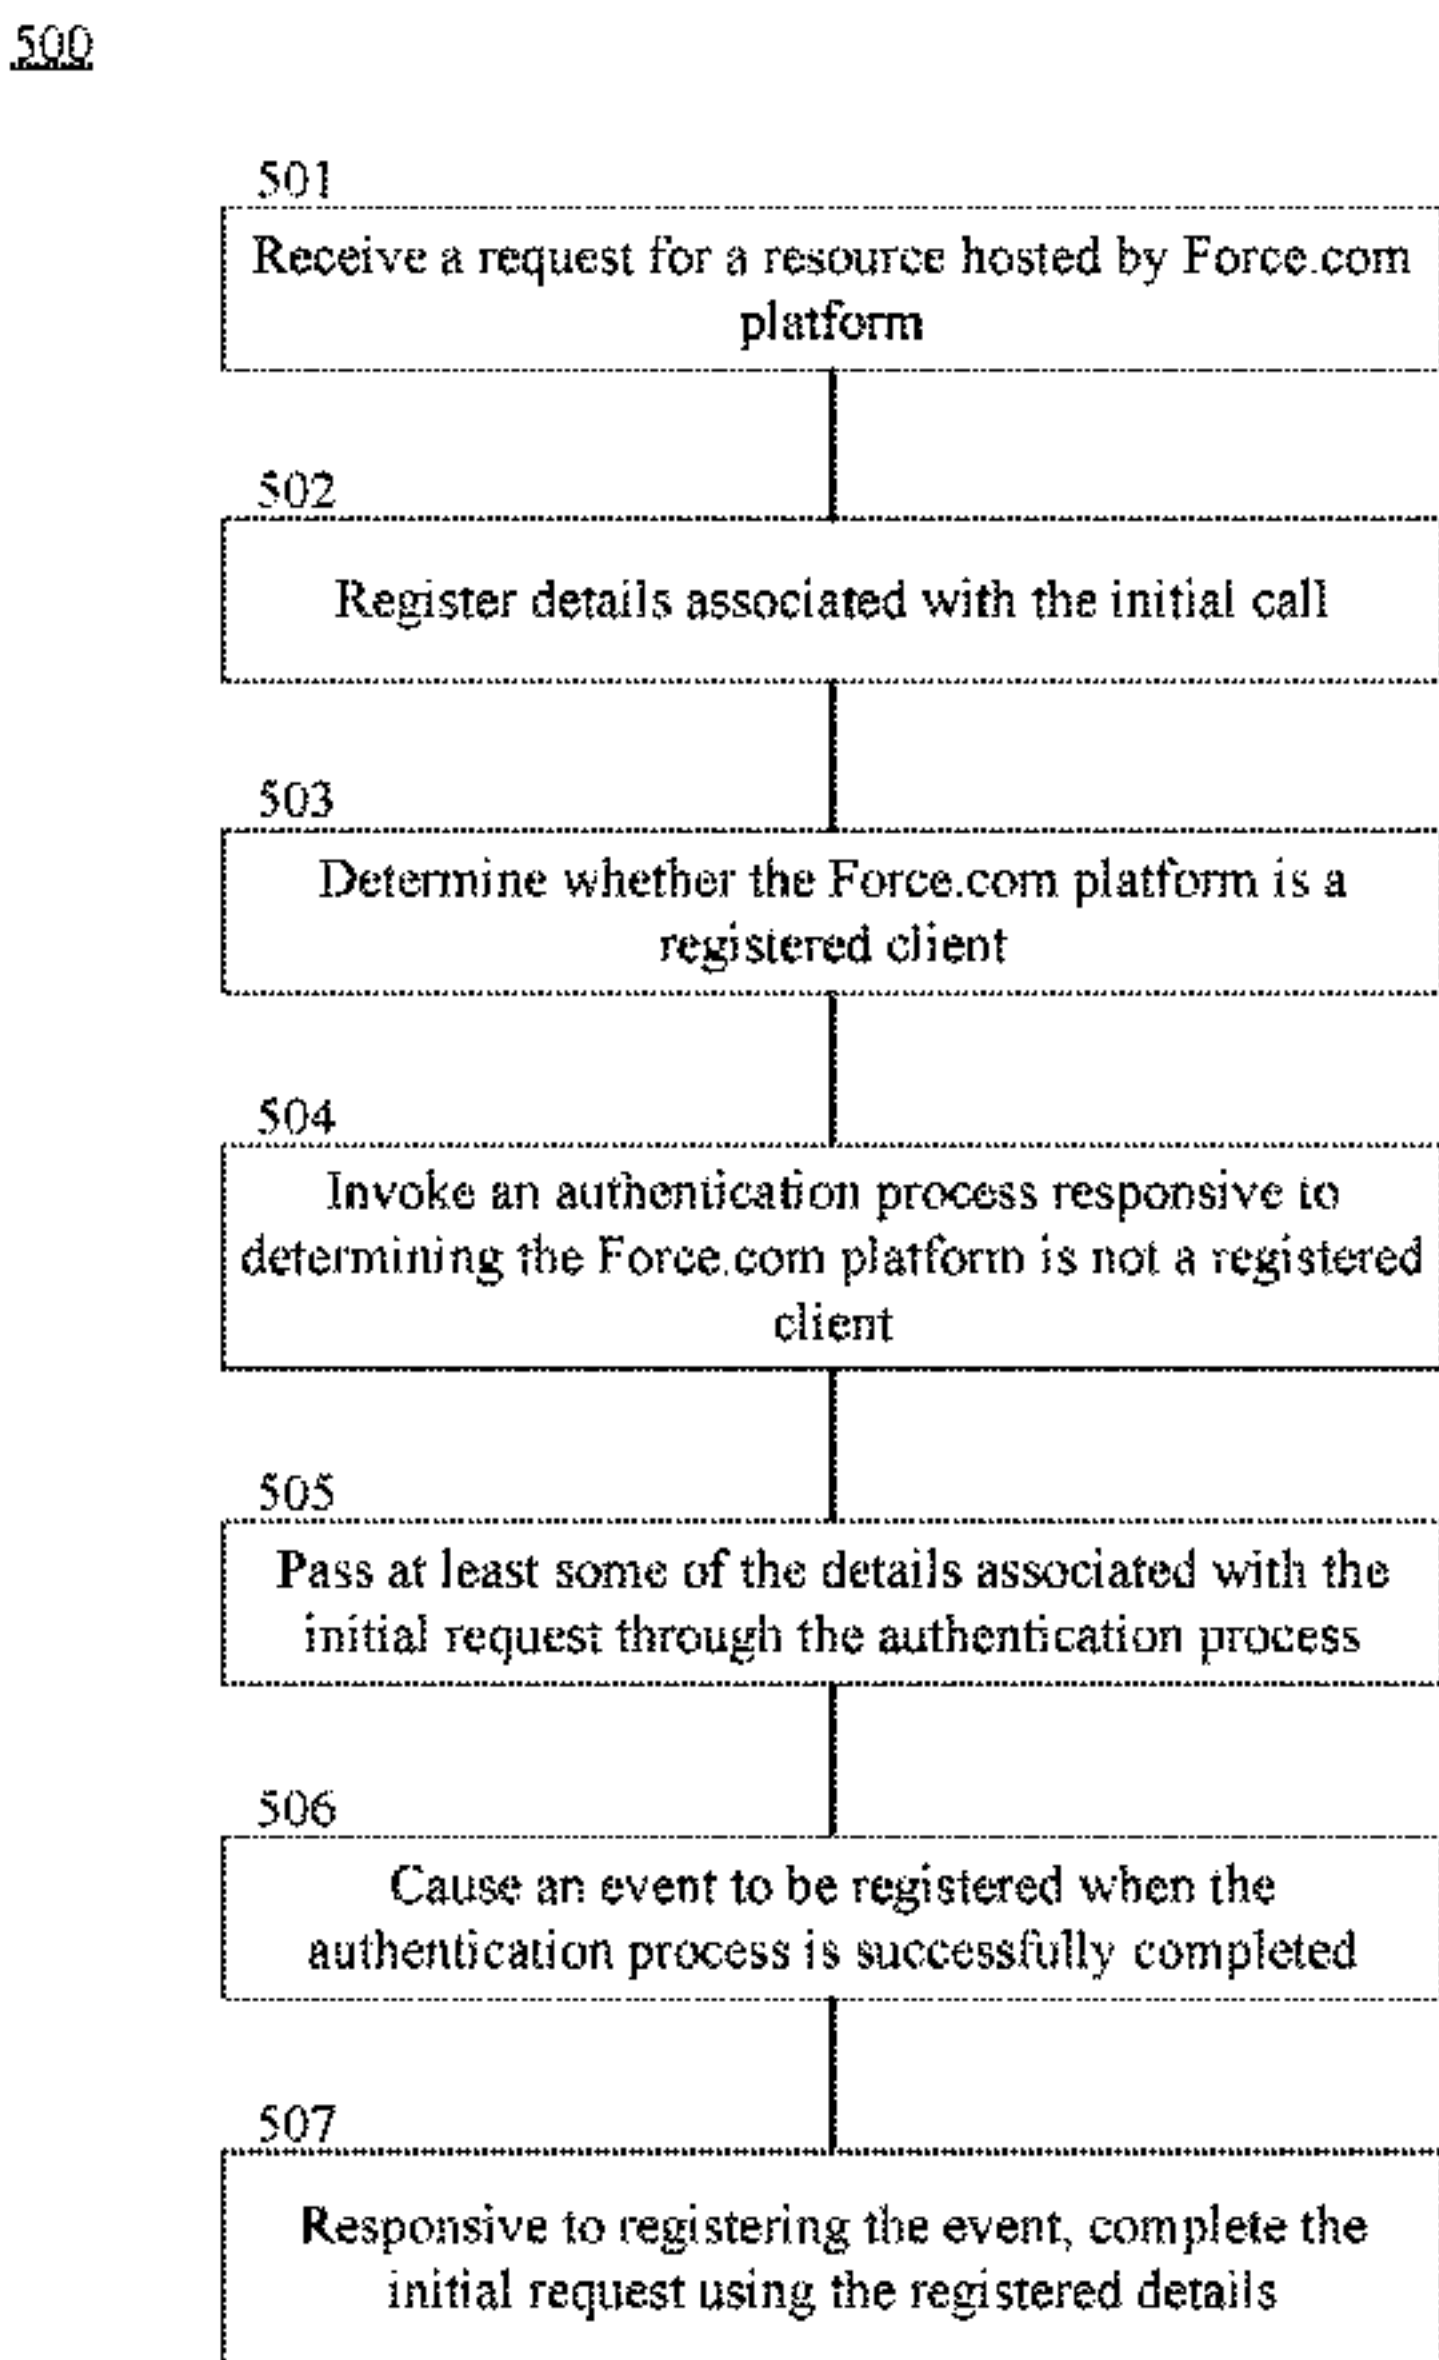 500
501
Receive a request for a resource hosted by Force.com
platform
502
Register details associated with the initial call
503
Determine whether the Force.com platform is a
registered client
504
Invoke an authentication process responsive to
determining the Force.com platform is not a registered
client
505
Pass at least some of the details associated with the
initial request through the authentication process
506
Cause an event to be registered when the
authentication process is successfully completed
507
Responsive to registering the event, complete the
initial request using the registered details